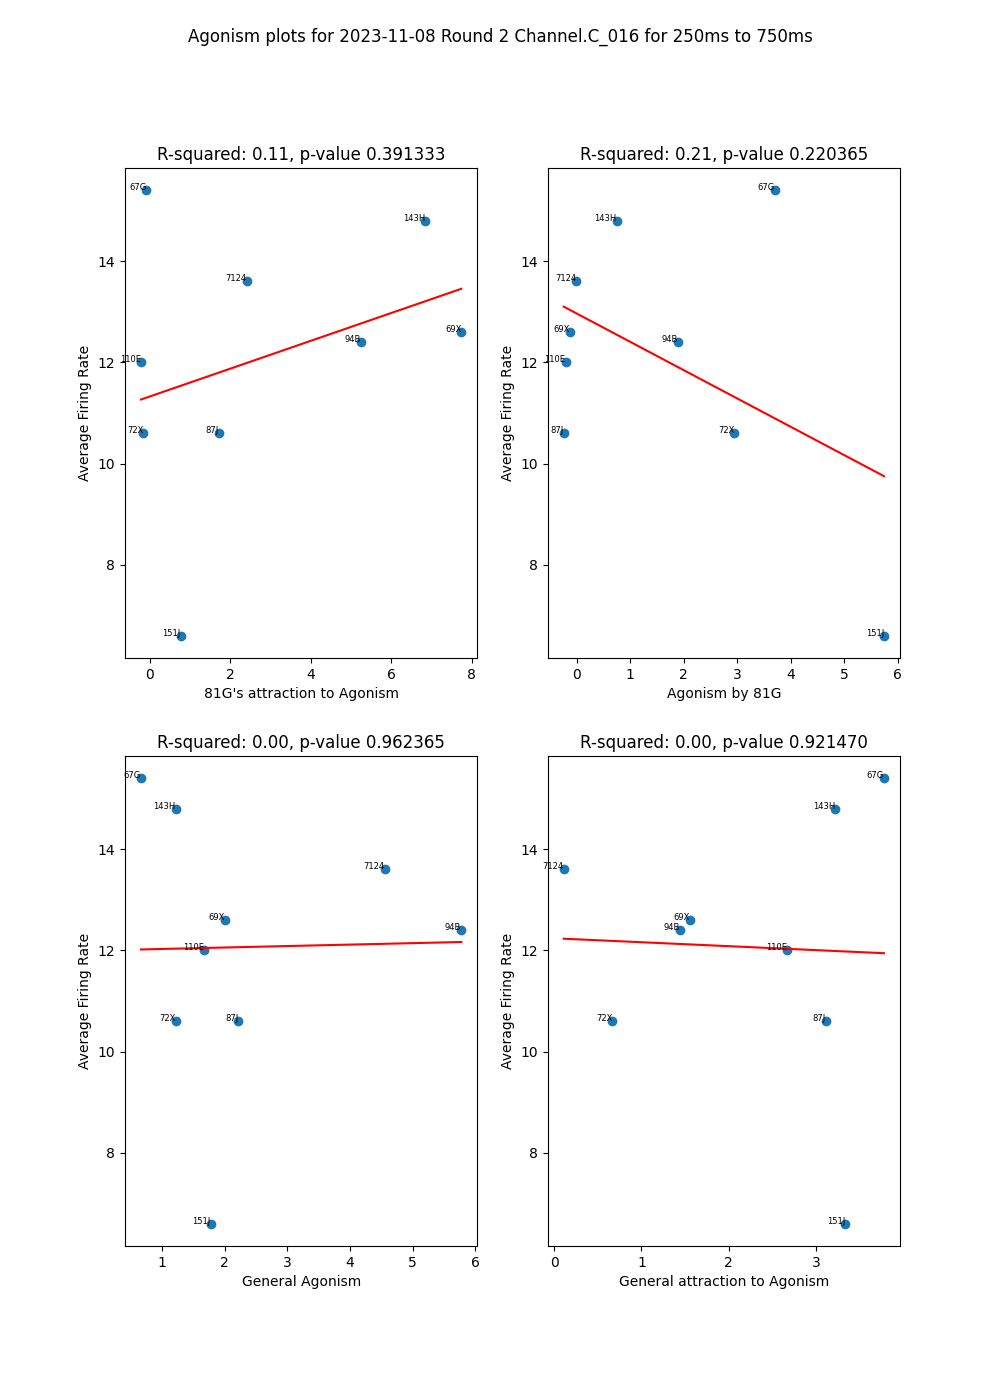 Agonism plots for 2023-11-08 Round 2 Channel.C_016 for 250ms to 750ms
R-squared: 0.11, p-value 0.391333
67G
143H
7124
69X
94B
110E
72X
87J
151J
14
12
10
8
Average Firing Rate
0 2 4 6 8
81G's attraction to Agonism
R-squared: 0.21, p-value 0.220365
67G
143H
7124
69X
94B
110E
87J
72X
151J
14
12
10
8
Average Firing Rate
0 1 2 3 4 5 6
Agonism by 81G
R-squared: 0.00, p-value 0.962365
67G
143H
7124
69X
94B
110E
72X
87J
151J
14
12
10
8
Average Firing Rate
1 2 3 4 5 6
General Agonism
R-squared: 0.00, p-value 0.921470
67G
143H
7124
69X
94B
110E
72X
87J
151J
14
12
10
8
Average Firing Rate
0 1 2 3
General attraction to Agonism